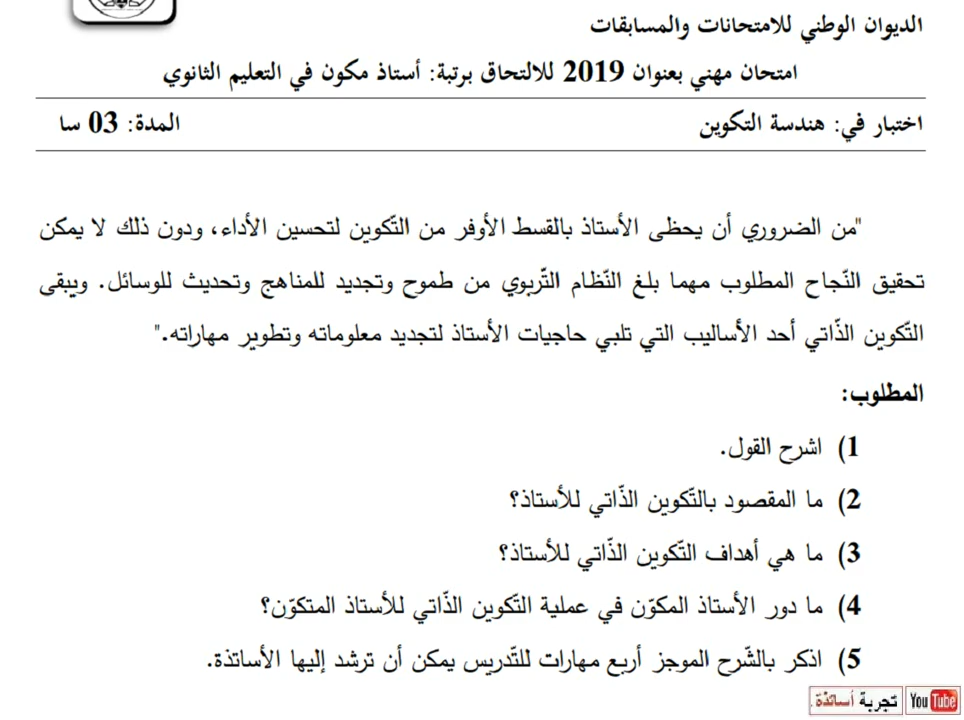 الديوان الوطني للامتحانات والمسابقات
امتحان مهني بعنوان 2019 للالتحاق برتبة: أستاذ مكون في التعليم الثانوي
اختبار في: هندسة التكوين المدة: 03 سا
"من الضروري أن يحظى الأستاذ بالقسط الأوفر من التّكوين لتحسين الأداء، ودون ذلك لا يمكن
تحقيق النّجاح المطلوب مهما بلغ النّظام التّربوي من طموح وتجديد للمناهج وتحديث للوسائل. ويبقى
التّكوين الذّاتي أحد الأساليب التي تلبي حاجيات الأستاذ لتجديد معلوماته وتطوير مهاراته."
المطلوب:
1) اشرح القول.
2) ما المقصود بالتّكوين الذّاتي للأستاذ؟
3) ما هي أهداف التّكوين الذّاتي للأستاذ؟
4) ما دور الأستاذ المكوّن في عملية التّكوين الذّاتي للأستاذ المتكوّن؟
5) اذكر بالشّرح الموجز أربع مهارات للتّدريس يمكن أن ترشد إليها الأساتذة.
تجربة أساتذة. YouTube